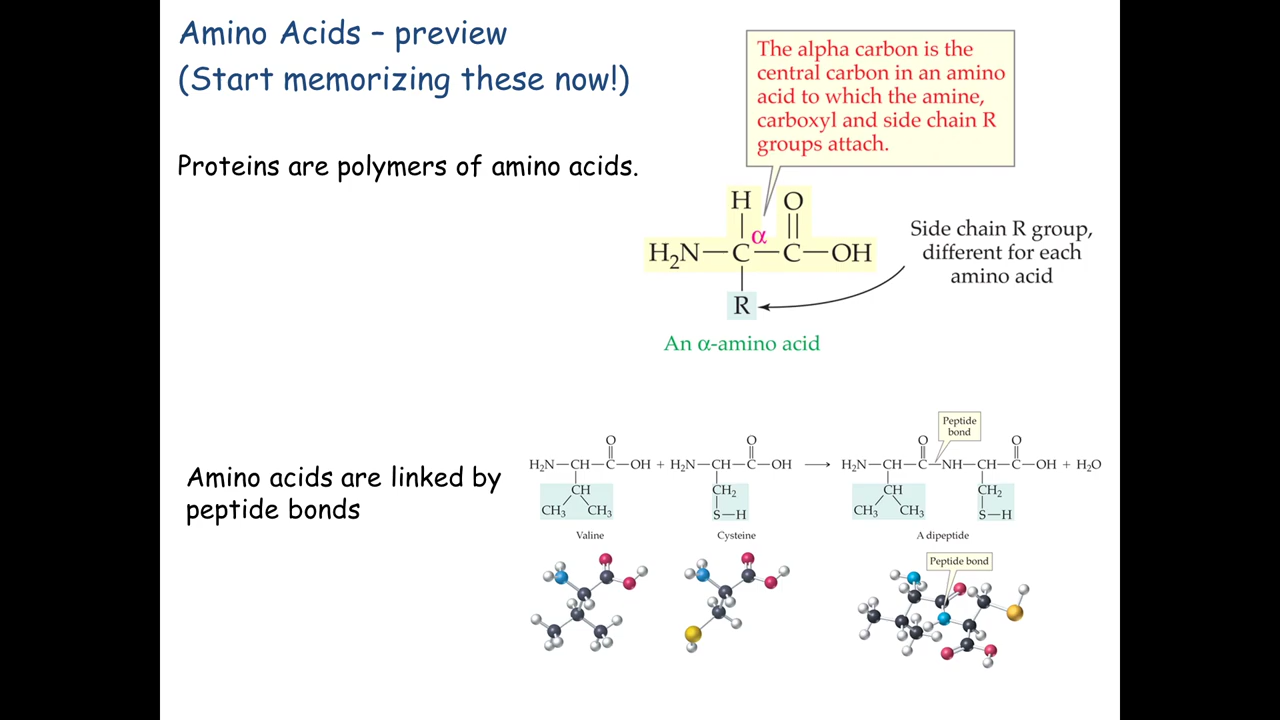 Amino Acids – preview
(Start memorizing these now!)
Proteins are polymers of amino acids.
The alpha carbon is the
central carbon in an amino
acid to which the amine,
carboxyl and side chain R
groups attach.
H O
α
H₂N—C—C—OH
R
Side chain R group,
different for each
amino acid
An α-amino acid
Amino acids are linked by
peptide bonds
Peptide
bond
O O O O
H₂N—CH—C—OH + H₂N—CH—C—OH ⟶ H₂N—CH—C—NH—CH—C—OH + H₂O
CH CH₂ CH CH₂
CH₃ CH₃ S—H CH₃ CH₃ S—H
Valine Cysteine A dipeptide
Peptide bond